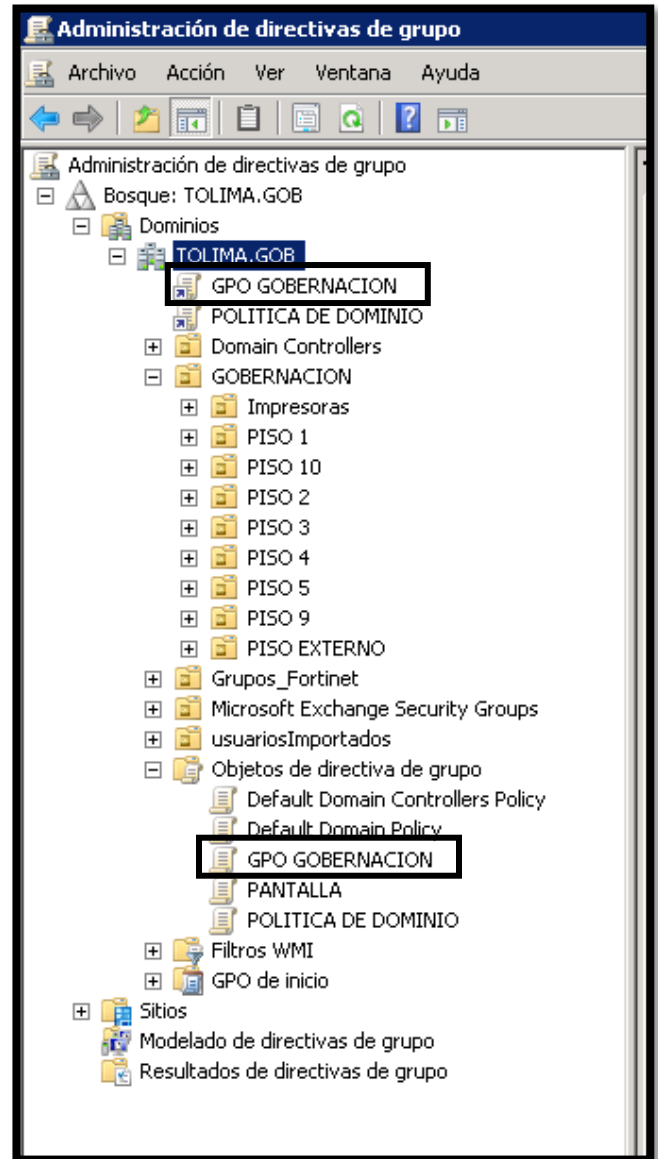 Administración de directivas de grupo
Archivo Acción Ver Ventana Ayuda
Administración de directivas de grupo
Bosque: TOLIMA.GOB
Dominios
TOLIMA.GOB
GPO GOBERNACION
POLITICA DE DOMINIO
Domain Controllers
GOBERNACION
Impresoras
PISO 1
PISO 10
PISO 2
PISO 3
PISO 4
PISO 5
PISO 9
PISO EXTERNO
Grupos_Fortinet
Microsoft Exchange Security Groups
usuariosImportados
Objetos de directiva de grupo
Default Domain Controllers Policy
Default Domain Policy
GPO GOBERNACION
PANTALLA
POLITICA DE DOMINIO
Filtros WMI
GPO de inicio
Sitios
Modelado de directivas de grupo
Resultados de directivas de grupo